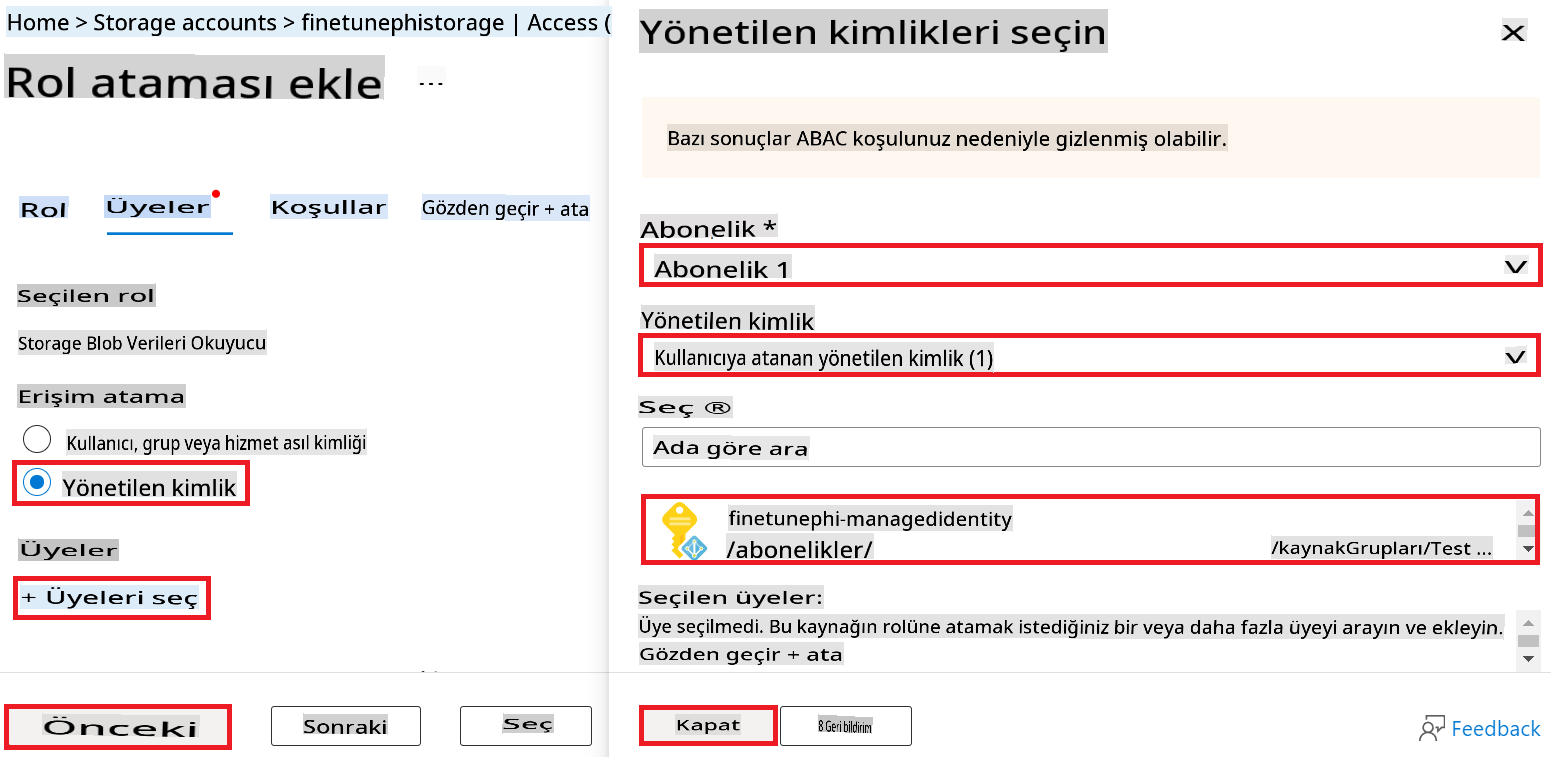 Home > Storage accounts > finetunephistorage | Access (
Rol ataması ekle ...
Rol Üyeler Koşullar Gözden geçir + ata
Seçilen rol
Storage Blob Verileri Okuyucu
Erişim atama
Kullanıcı, grup veya hizmet asıl kimliği
Yönetilen kimlik
Üyeler
+ Üyeleri seç
Önceki Sonraki Seç
Yönetilen kimlikleri seçin X
Bazı sonuçlar ABAC koşulunuz nedeniyle gizlenmiş olabilir.
Abonelik *
Abonelik 1
Yönetilen kimlik
Kullanıcıya atanan yönetilen kimlik (1)
Seç ®
Ada göre ara
finetunephi-managedidentity
/abonelikler/ /kaynakGrupları/Test ...
Seçilen üyeler:
Üye seçilmedi. Bu kaynağın rolüne atamak istediğiniz bir veya daha fazla üyeyi arayın ve ekleyin.
Gözden geçir + ata
Kapat 8 Geri bildirim Feedback